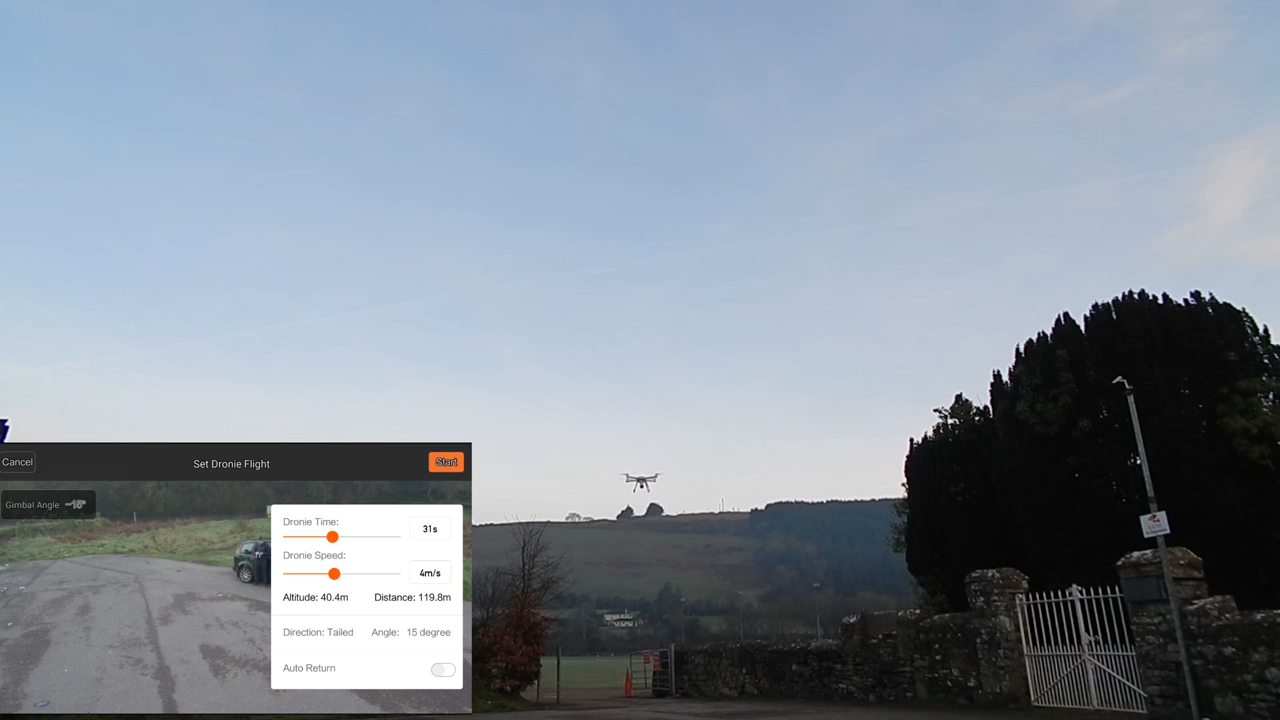 Cancel
Set Dronie Flight
Start
Gimbal Angle:
Dronie Time:
31s
Dronie Speed:
4m/s
Altitude: 40.4m
Distance: 119.8m
Direction: Tailed
Angle: 15 degree
Auto Return